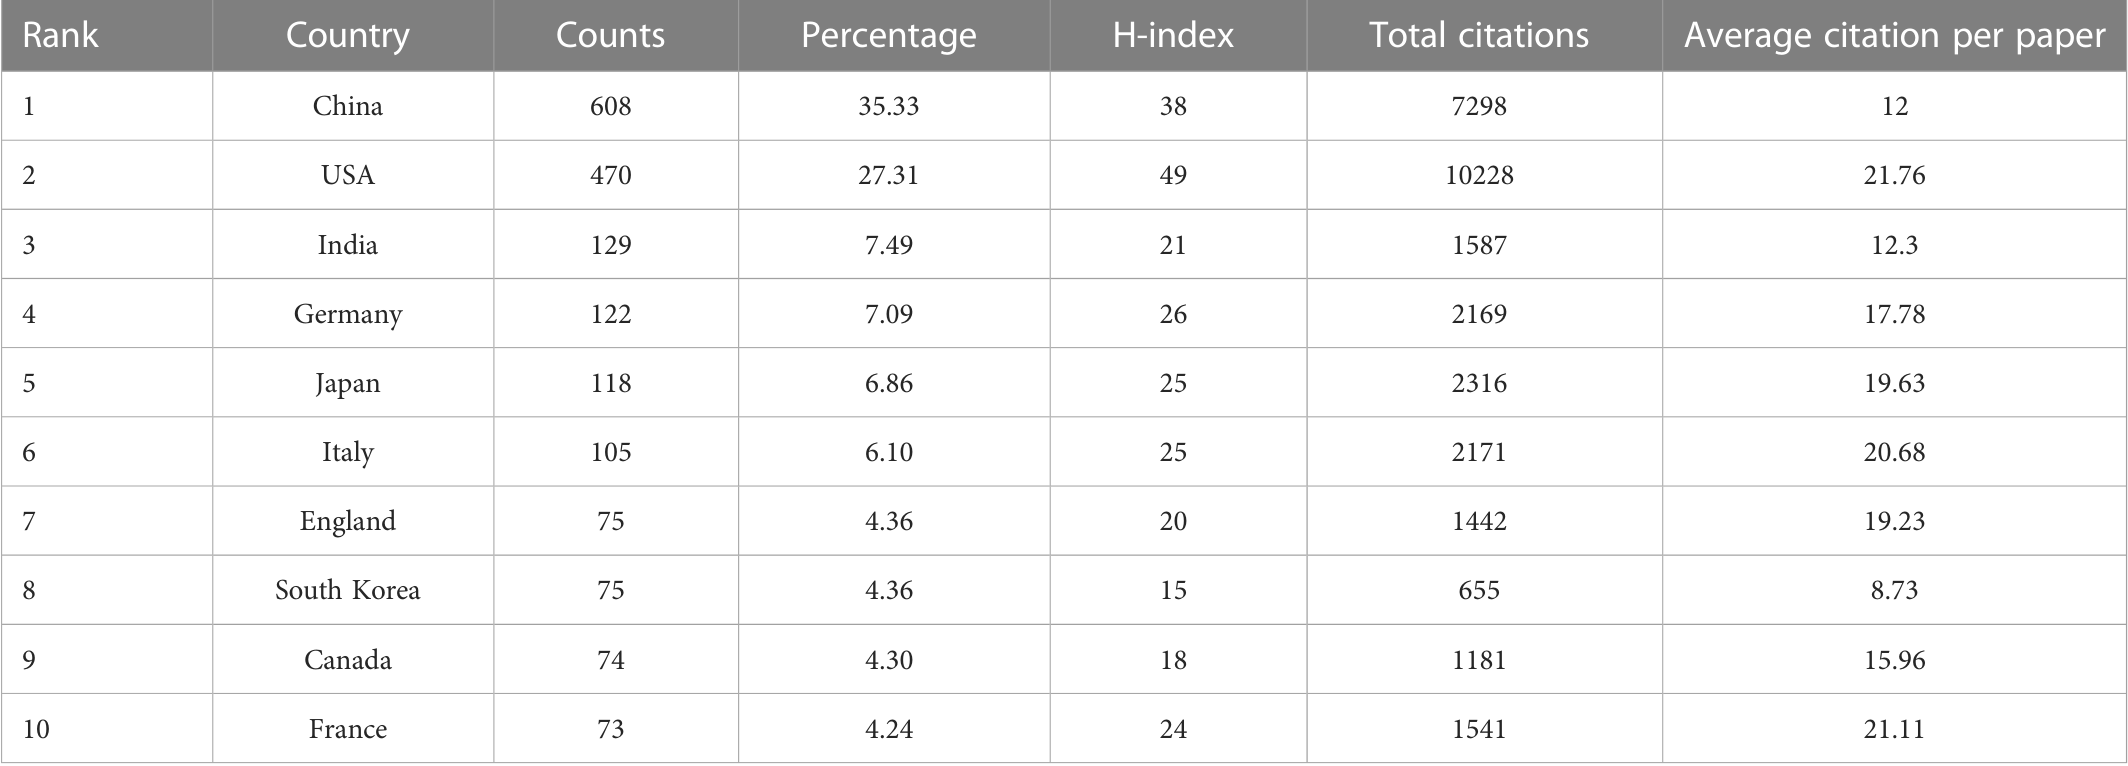 Rank Country Counts Percentage H-index Total citations Average citation per paper
1 China 608 35.33 38 7298 12
2 USA 470 27.31 49 10228 21.76
3 India 129 7.49 21 1587 12.3
4 Germany 122 7.09 26 2169 17.78
5 Japan 118 6.86 25 2316 19.63
6 Italy 105 6.10 25 2171 20.68
7 England 75 4.36 20 1442 19.23
8 South Korea 75 4.36 15 655 8.73
9 Canada 74 4.30 18 1181 15.96
10 France 73 4.24 24 1541 21.11